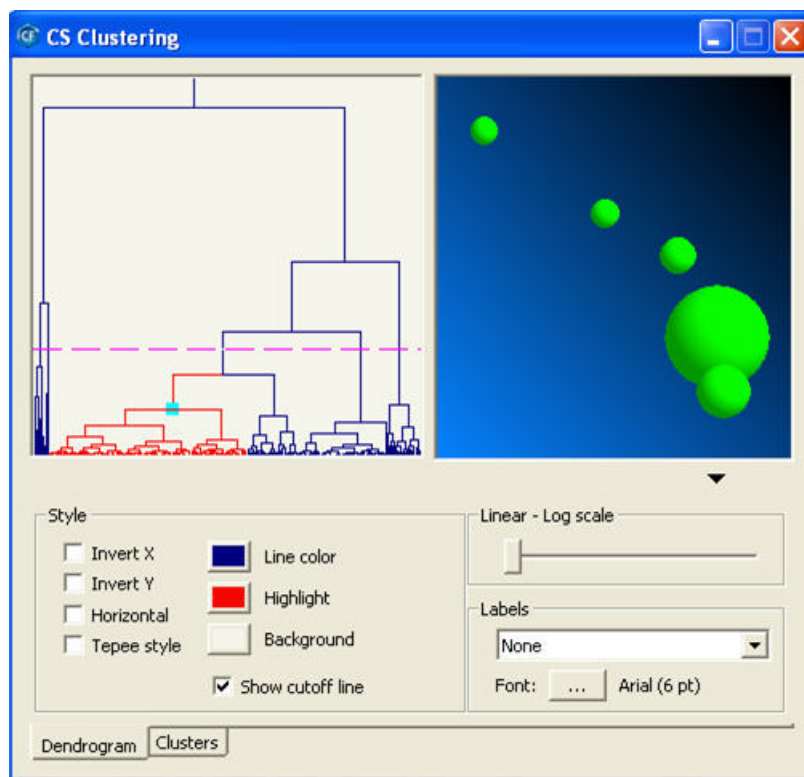 CF CS Clustering
Style
Invert X
Invert Y
Horizontal
Tepee style
Line color
Highlight
Background
Show cutoff line
Linear - Log scale
Labels
None
Font: ... Arial (6 pt)
Dendrogram Clusters